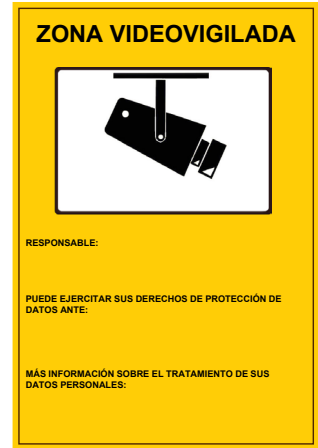 ZONA VIDEOVIGILADA
RESPONSABLE:
PUEDE EJERCITAR SUS DERECHOS DE PROTECCIÓN DE
DATOS ANTE:
MÁS INFORMACIÓN SOBRE EL TRATAMIENTO DE SUS
DATOS PERSONALES: